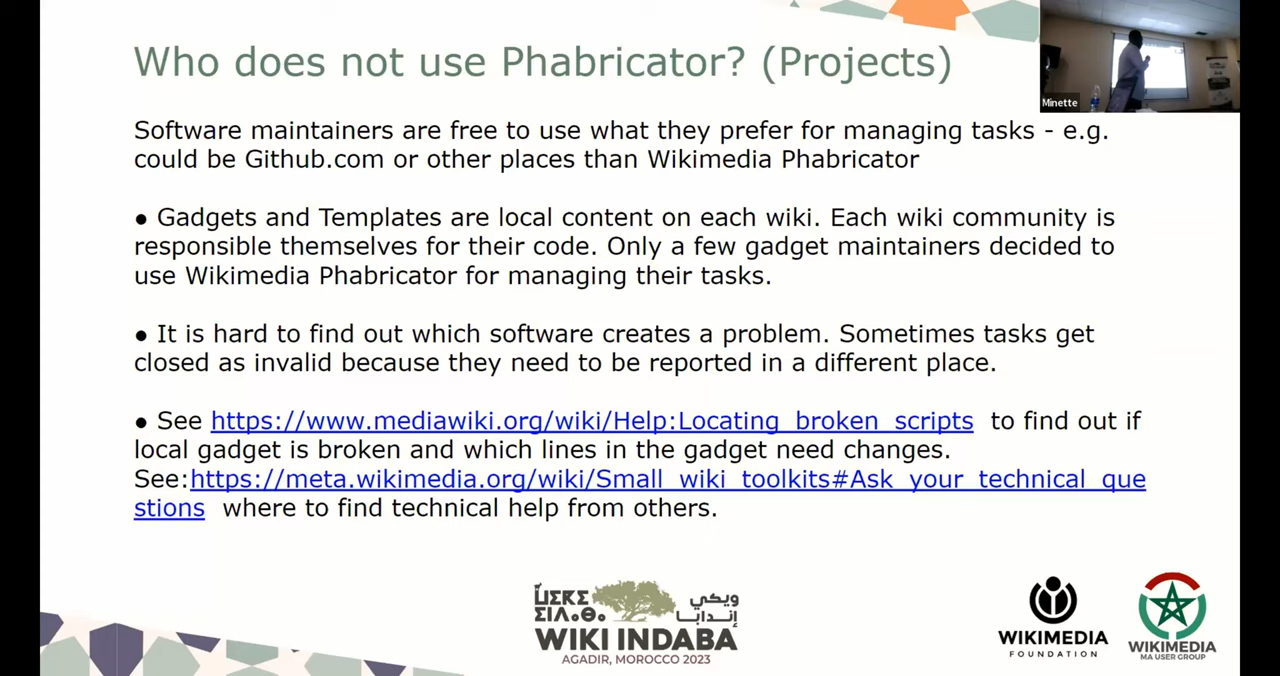 Who does not use Phabricator? (Projects)
Minette
Software maintainers are free to use what they prefer for managing tasks - e.g.
could be Github.com or other places than Wikimedia Phabricator
● Gadgets and Templates are local content on each wiki. Each wiki community is
responsible themselves for their code. Only a few gadget maintainers decided to
use Wikimedia Phabricator for managing their tasks.
● It is hard to find out which software creates a problem. Sometimes tasks get
closed as invalid because they need to be reported in a different place.
● See https://www.mediawiki.org/wiki/Help:Locating_broken_scripts to find out if
local gadget is broken and which lines in the gadget need changes.
See:https://meta.wikimedia.org/wiki/Small_wiki_toolkits#Ask_your_technical_que
stions where to find technical help from others.
ويكي
إندابا
WIKI INDABA
AGADIR, MOROCCO 2023
WIKIMEDIA
FOUNDATION
WIKIMEDIA
MA USER GROUP